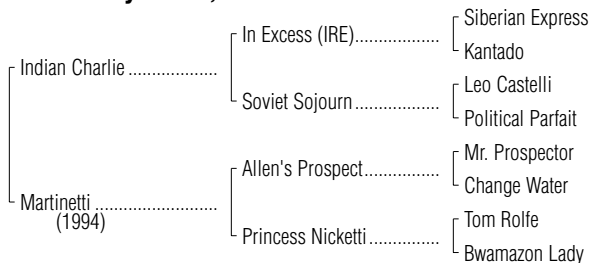 Siberian Express
In Excess (IRE)..................
Kantado
Indian Charlie ....................
Leo Castelli
Soviet Sojourn...................
Political Parfait
Mr. Prospector
Allen's Prospect.................
Change Water
Martinetti ...........................
(1994)
Tom Rolfe
Princess Nicketti ...............
Bwamazon Lady